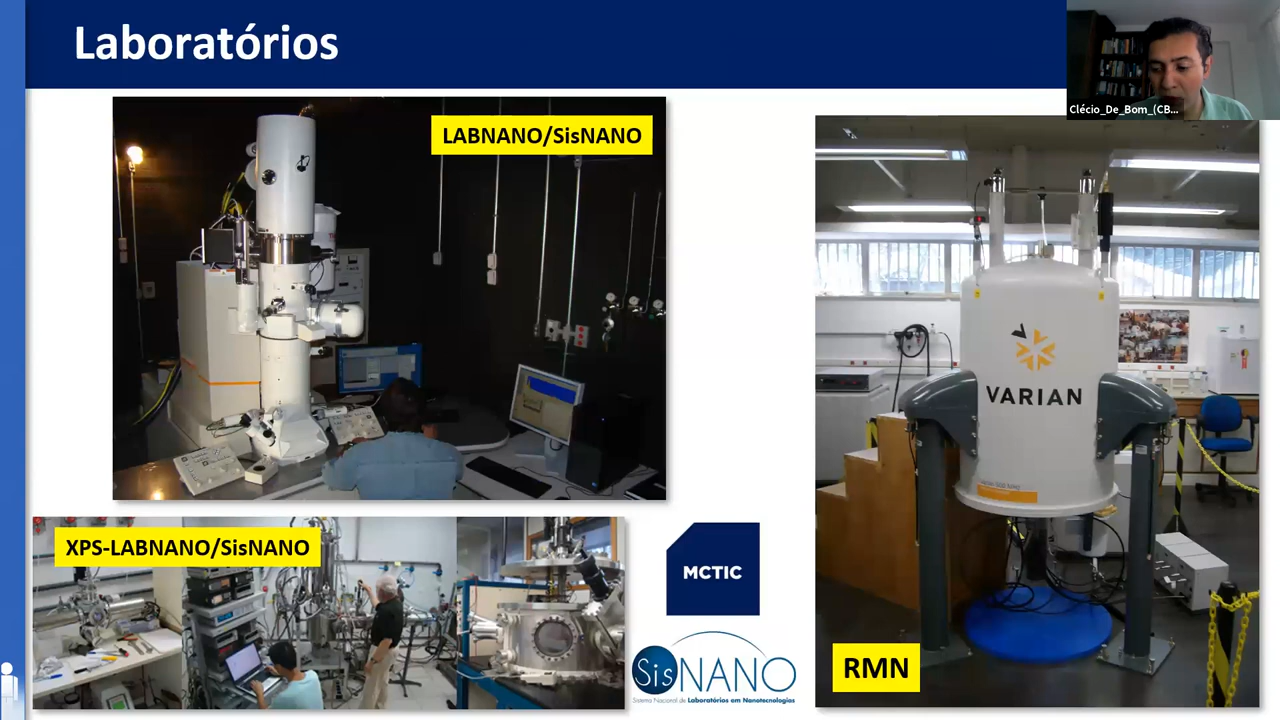 Laboratórios
Clécio_De_Bom_(CB...
LABNANO/SisNANO
VARIAN
XPS-LABNANO/SisNANO
MCTIC
SisNANO
Sistema Nacional de Laboratórios em Nanotecnologias
RMN